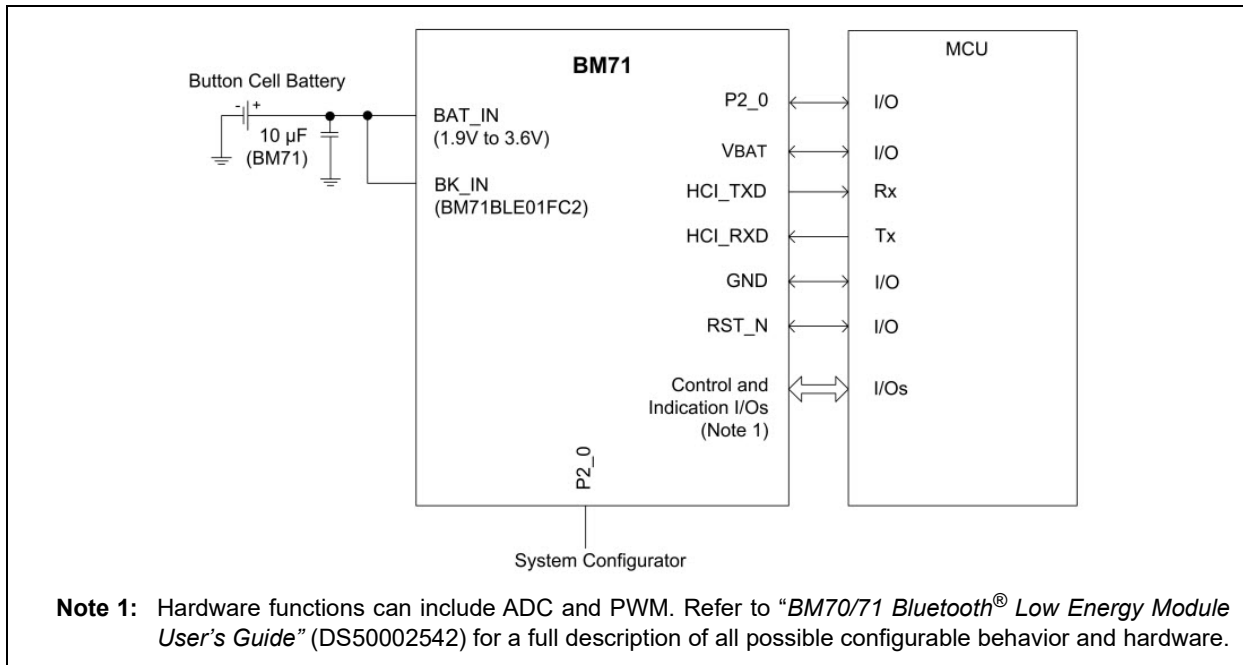 BM71
MCU
Button Cell Battery
- +
10 µF
(BM71)
BAT_IN
(1.9V to 3.6V)
BK_IN
(BM71BLE01FC2)
P2_0
I/O
VBAT
I/O
HCI_TXD
Rx
HCI_RXD
Tx
GND
I/O
RST_N
I/O
Control and
Indication I/Os
(Note 1)
I/Os
P2_0
System Configurator
Note 1: Hardware functions can include ADC and PWM. Refer to “BM70/71 Bluetooth® Low Energy Module
User’s Guide” (DS50002542) for a full description of all possible configurable behavior and hardware.